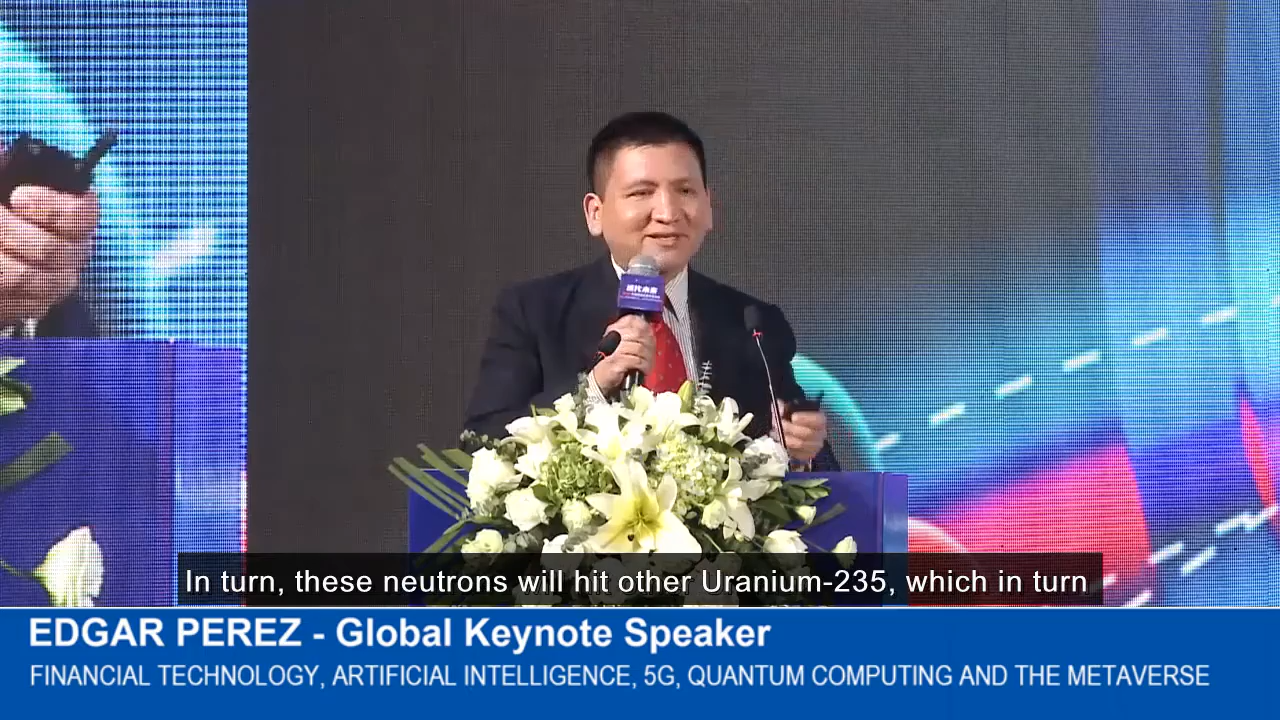 In turn, these neutrons will hit other Uranium-235, which in turn
EDGAR PEREZ - Global Keynote Speaker
FINANCIAL TECHNOLOGY, ARTIFICIAL INTELLIGENCE, 5G, QUANTUM COMPUTING AND THE METAVERSE